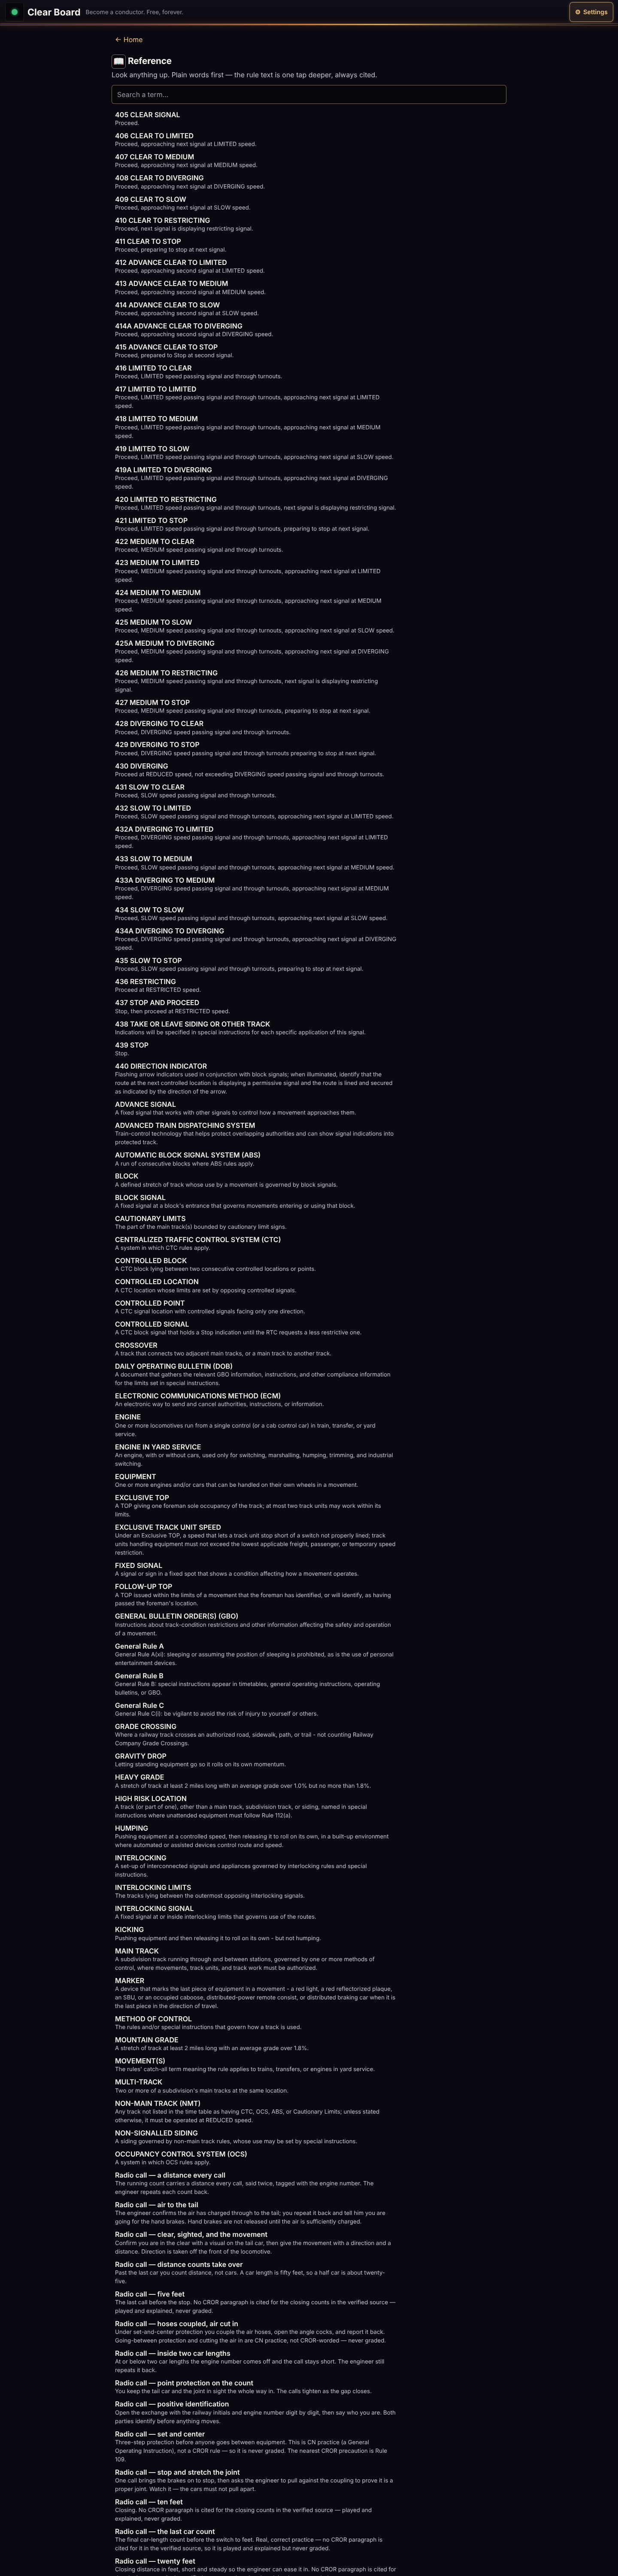 Clear Board Become a conductor. Free, forever.
⚙ Settings
← Home
📖 Reference
Look anything up. Plain words first — the rule text is one tap deeper, always cited.
Search a term…
405 CLEAR SIGNAL
Proceed.
406 CLEAR TO LIMITED
Proceed, approaching next signal at LIMITED speed.
407 CLEAR TO MEDIUM
Proceed, approaching next signal at MEDIUM speed.
408 CLEAR TO DIVERGING
Proceed, approaching next signal at DIVERGING speed.
409 CLEAR TO SLOW
Proceed, approaching next signal at SLOW speed.
410 CLEAR TO RESTRICTING
Proceed, next signal is displaying restricting signal.
411 CLEAR TO STOP
Proceed, preparing to stop at next signal.
412 ADVANCE CLEAR TO LIMITED
Proceed, approaching second signal at LIMITED speed.
413 ADVANCE CLEAR TO MEDIUM
Proceed, approaching second signal at MEDIUM speed.
414 ADVANCE CLEAR TO SLOW
Proceed, approaching second signal at SLOW speed.
414A ADVANCE CLEAR TO DIVERGING
Proceed, approaching second signal at DIVERGING speed.
415 ADVANCE CLEAR TO STOP
Proceed, prepared to Stop at second signal.
416 LIMITED TO CLEAR
Proceed, LIMITED speed passing signal and through turnouts.
417 LIMITED TO LIMITED
Proceed, LIMITED speed passing signal and through turnouts, approaching next signal at LIMITED
speed.
418 LIMITED TO MEDIUM
Proceed, LIMITED speed passing signal and through turnouts, approaching next signal at MEDIUM
speed.
419 LIMITED TO SLOW
Proceed, LIMITED speed passing signal and through turnouts, approaching next signal at SLOW speed.
419A LIMITED TO DIVERGING
Proceed, LIMITED speed passing signal and through turnouts, approaching next signal at DIVERGING
speed.
420 LIMITED TO RESTRICTING
Proceed, LIMITED speed passing signal and through turnouts, next signal is displaying restricting signal.
421 LIMITED TO STOP
Proceed, LIMITED speed passing signal and through turnouts, preparing to stop at next signal.
422 MEDIUM TO CLEAR
Proceed, MEDIUM speed passing signal and through turnouts.
423 MEDIUM TO LIMITED
Proceed, MEDIUM speed passing signal and through turnouts, approaching next signal at LIMITED
speed.
424 MEDIUM TO MEDIUM
Proceed, MEDIUM speed passing signal and through turnouts, approaching next signal at MEDIUM
speed.
425 MEDIUM TO SLOW
Proceed, MEDIUM speed passing signal and through turnouts, approaching next signal at SLOW speed.
425A MEDIUM TO DIVERGING
Proceed, MEDIUM speed passing signal and through turnouts, approaching next signal at DIVERGING
speed.
426 MEDIUM TO RESTRICTING
Proceed, MEDIUM speed passing signal and through turnouts, next signal is displaying restricting
signal.
427 MEDIUM TO STOP
Proceed, MEDIUM speed passing signal and through turnouts, preparing to stop at next signal.
428 DIVERGING TO CLEAR
Proceed, DIVERGING speed passing signal and through turnouts.
429 DIVERGING TO STOP
Proceed, DIVERGING speed passing signal and through turnouts preparing to stop at next signal.
430 DIVERGING
Proceed at REDUCED speed, not exceeding DIVERGING speed passing signal and through turnouts.
431 SLOW TO CLEAR
Proceed, SLOW speed passing signal and through turnouts.
432 SLOW TO LIMITED
Proceed, SLOW speed passing signal and through turnouts, approaching next signal at LIMITED speed.
432A DIVERGING TO LIMITED
Proceed, DIVERGING speed passing signal and through turnouts, approaching next signal at LIMITED
speed.
433 SLOW TO MEDIUM
Proceed, SLOW speed passing signal and through turnouts, approaching next signal at MEDIUM speed.
433A DIVERGING TO MEDIUM
Proceed, DIVERGING speed passing signal and through turnouts, approaching next signal at MEDIUM
speed.
434 SLOW TO SLOW
Proceed, SLOW speed passing signal and through turnouts, approaching next signal at SLOW speed.
434A DIVERGING TO DIVERGING
Proceed, DIVERGING speed passing signal and through turnouts, approaching next signal at DIVERGING
speed.
435 SLOW TO STOP
Proceed, SLOW speed passing signal and through turnouts, preparing to stop at next signal.
436 RESTRICTING
Proceed at RESTRICTED speed.
437 STOP AND PROCEED
Stop, then proceed at RESTRICTED speed.
438 TAKE OR LEAVE SIDING OR OTHER TRACK
Indications will be specified in special instructions for each specific application of this signal.
439 STOP
Stop.
440 DIRECTION INDICATOR
Flashing arrow indicators used in conjunction with block signals; when illuminated, identify that the
route at the next controlled location is displaying a permissive signal and the route is lined and secured
as indicated by the direction of the arrow.
ADVANCE SIGNAL
A fixed signal that works with other signals to control how a movement approaches them.
ADVANCED TRAIN DISPATCHING SYSTEM
Train-control technology that helps protect overlapping authorities and can show signal indications into
protected track.
AUTOMATIC BLOCK SIGNAL SYSTEM (ABS)
A run of consecutive blocks where ABS rules apply.
BLOCK
A defined stretch of track whose use by a movement is governed by block signals.
BLOCK SIGNAL
A fixed signal at a block's entrance that governs movements entering or using that block.
CAUTIONARY LIMITS
The part of the main track(s) bounded by cautionary limit signs.
CENTRALIZED TRAFFIC CONTROL SYSTEM (CTC)
A system in which CTC rules apply.
CONTROLLED BLOCK
A CTC block lying between two consecutive controlled locations or points.
CONTROLLED LOCATION
A CTC location whose limits are set by opposing controlled signals.
CONTROLLED POINT
A CTC signal location with controlled signals facing only one direction.
CONTROLLED SIGNAL
A CTC block signal that holds a Stop indication until the RTC requests a less restrictive one.
CROSSOVER
A track that connects two adjacent main tracks, or a main track to another track.
DAILY OPERATING BULLETIN (DOB)
A document that gathers the relevant GBO information, instructions, and other compliance information
for the limits set in special instructions.
ELECTRONIC COMMUNICATIONS METHOD (ECM)
An electronic way to send and cancel authorities, instructions, or information.
ENGINE
One or more locomotives run from a single control (or a cab control car) in train, transfer, or yard
service.
ENGINE IN YARD SERVICE
An engine, with or without cars, used only for switching, marshalling, humping, trimming, and industrial
switching.
EQUIPMENT
One or more engines and/or cars that can be handled on their own wheels in a movement.
EXCLUSIVE TOP
A TOP giving one foreman sole occupancy of the track; at most two track units may work within its
limits.
EXCLUSIVE TRACK UNIT SPEED
Under an Exclusive TOP, a speed that lets a track unit stop short of a switch not properly lined; track
units handling equipment must not exceed the lowest applicable freight, passenger, or temporary speed
restriction.
FIXED SIGNAL
A signal or sign in a fixed spot that shows a condition affecting how a movement operates.
FOLLOW-UP TOP
A TOP issued within the limits of a movement that the foreman has identified, or will identify, as having
passed the foreman's location.
GENERAL BULLETIN ORDER(S) (GBO)
Instructions about track-condition restrictions and other information affecting the safety and operation
of a movement.
General Rule A
General Rule A(xi): sleeping or assuming the position of sleeping is prohibited, as is the use of personal
entertainment devices.
General Rule B
General Rule B: special instructions appear in timetables, general operating instructions, operating
bulletins, or GBO.
General Rule C
General Rule C(i): be vigilant to avoid the risk of injury to yourself or others.
GRADE CROSSING
Where a railway track crosses an authorized road, sidewalk, path, or trail - not counting Railway
Company Grade Crossings.
GRAVITY DROP
Letting standing equipment go so it rolls on its own momentum.
HEAVY GRADE
A stretch of track at least 2 miles long with an average grade over 1.0% but no more than 1.8%.
HIGH RISK LOCATION
A track (or part of one), other than a main track, subdivision track, or siding, named in special
instructions where unattended equipment must follow Rule 112(a).
HUMPING
Pushing equipment at a controlled speed, then releasing it to roll on its own, in a built-up environment
where automated or assisted devices control route and speed.
INTERLOCKING
A set-up of interconnected signals and appliances governed by interlocking rules and special
instructions.
INTERLOCKING LIMITS
The tracks lying between the outermost opposing interlocking signals.
INTERLOCKING SIGNAL
A fixed signal at or inside interlocking limits that governs use of the routes.
KICKING
Pushing equipment and then releasing it to roll on its own - but not humping.
MAIN TRACK
A subdivision track running through and between stations, governed by one or more methods of
control, where movements, track units, and track work must be authorized.
MARKER
A device that marks the last piece of equipment in a movement - a red light, a red reflectorized plaque,
an SBU, or an occupied caboose, distributed-power remote consist, or distributed braking car when it is
the last piece in the direction of travel.
METHOD OF CONTROL
The rules and/or special instructions that govern how a track is used.
MOUNTAIN GRADE
A stretch of track at least 2 miles long with an average grade over 1.8%.
MOVEMENT(S)
The rules' catch-all term meaning the rule applies to trains, transfers, or engines in yard service.
MULTI-TRACK
Two or more of a subdivision's main tracks at the same location.
NON-MAIN TRACK (NMT)
Any track not listed in the time table as having CTC, OCS, ABS, or Cautionary Limits; unless stated
otherwise, it must be operated at REDUCED speed.
NON-SIGNALLED SIDING
A siding governed by non-main track rules, whose use may be set by special instructions.
OCCUPANCY CONTROL SYSTEM (OCS)
A system in which OCS rules apply.
Radio call — a distance every call
The running count carries a distance every call, said twice, tagged with the engine number. The
engineer repeats each count back.
Radio call — air to the tail
The engineer confirms the air has charged through to the tail; you repeat it back and tell him you are
going for the hand brakes. Hand brakes are not released until the air is sufficiently charged.
Radio call — clear, sighted, and the movement
Confirm you are in the clear with a visual on the tail car, then give the movement with a direction and a
distance. Direction is taken off the front of the locomotive.
Radio call — distance counts take over
Past the last car you count distance, not cars. A car length is fifty feet, so a half car is about twenty-
five.
Radio call — five feet
The last call before the stop. No CROR paragraph is cited for the closing counts in the verified source —
played and explained, never graded.
Radio call — hoses coupled, air cut in
Under set-and-center protection you couple the air hoses, open the angle cocks, and report it back.
Going-between protection and cutting the air in are CN practice, not CROR-worded — never graded.
Radio call — inside two car lengths
At or below two car lengths the engine number comes off and the call stays short. The engineer still
repeats it back.
Radio call — point protection on the count
You keep the tail car and the joint in sight the whole way in. The calls tighten as the gap closes.
Radio call — positive identification
Open the exchange with the railway initials and engine number digit by digit, then say who you are. Both
parties identify before anything moves.
Radio call — set and center
Three-step protection before anyone goes between equipment. This is CN practice (a General
Operating Instruction), not a CROR rule — so it is never graded. The nearest CROR precaution is Rule
109.
Radio call — stop and stretch the joint
One call brings the brakes on to stop, then asks the engineer to pull against the coupling to prove it is a
proper joint. Watch it — the cars must not pull apart.
Radio call — ten feet
Closing. No CROR paragraph is cited for the closing counts in the verified source — played and
explained, never graded.
Radio call — the last car count
The final car-length count before the switch to feet. Real, correct practice — no CROR paragraph is
cited for it in the verified source, so it is played and explained but never graded.
Radio call — twenty feet
Closing distance in feet, short and steady so the engineer can ease it in. No CROR paragraph is cited for